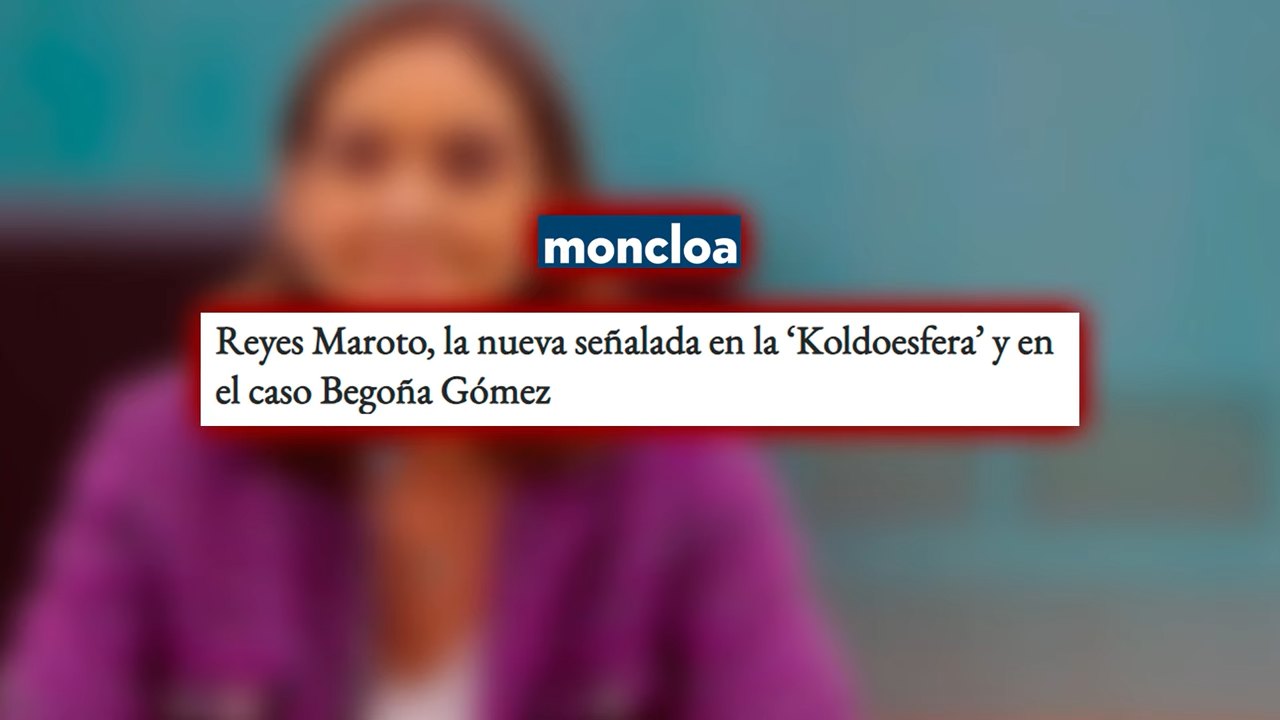 moncloa
Reyes Maroto, la nueva señalada en la ‘Koldoesfera’ y en
el caso Begoña Gómez